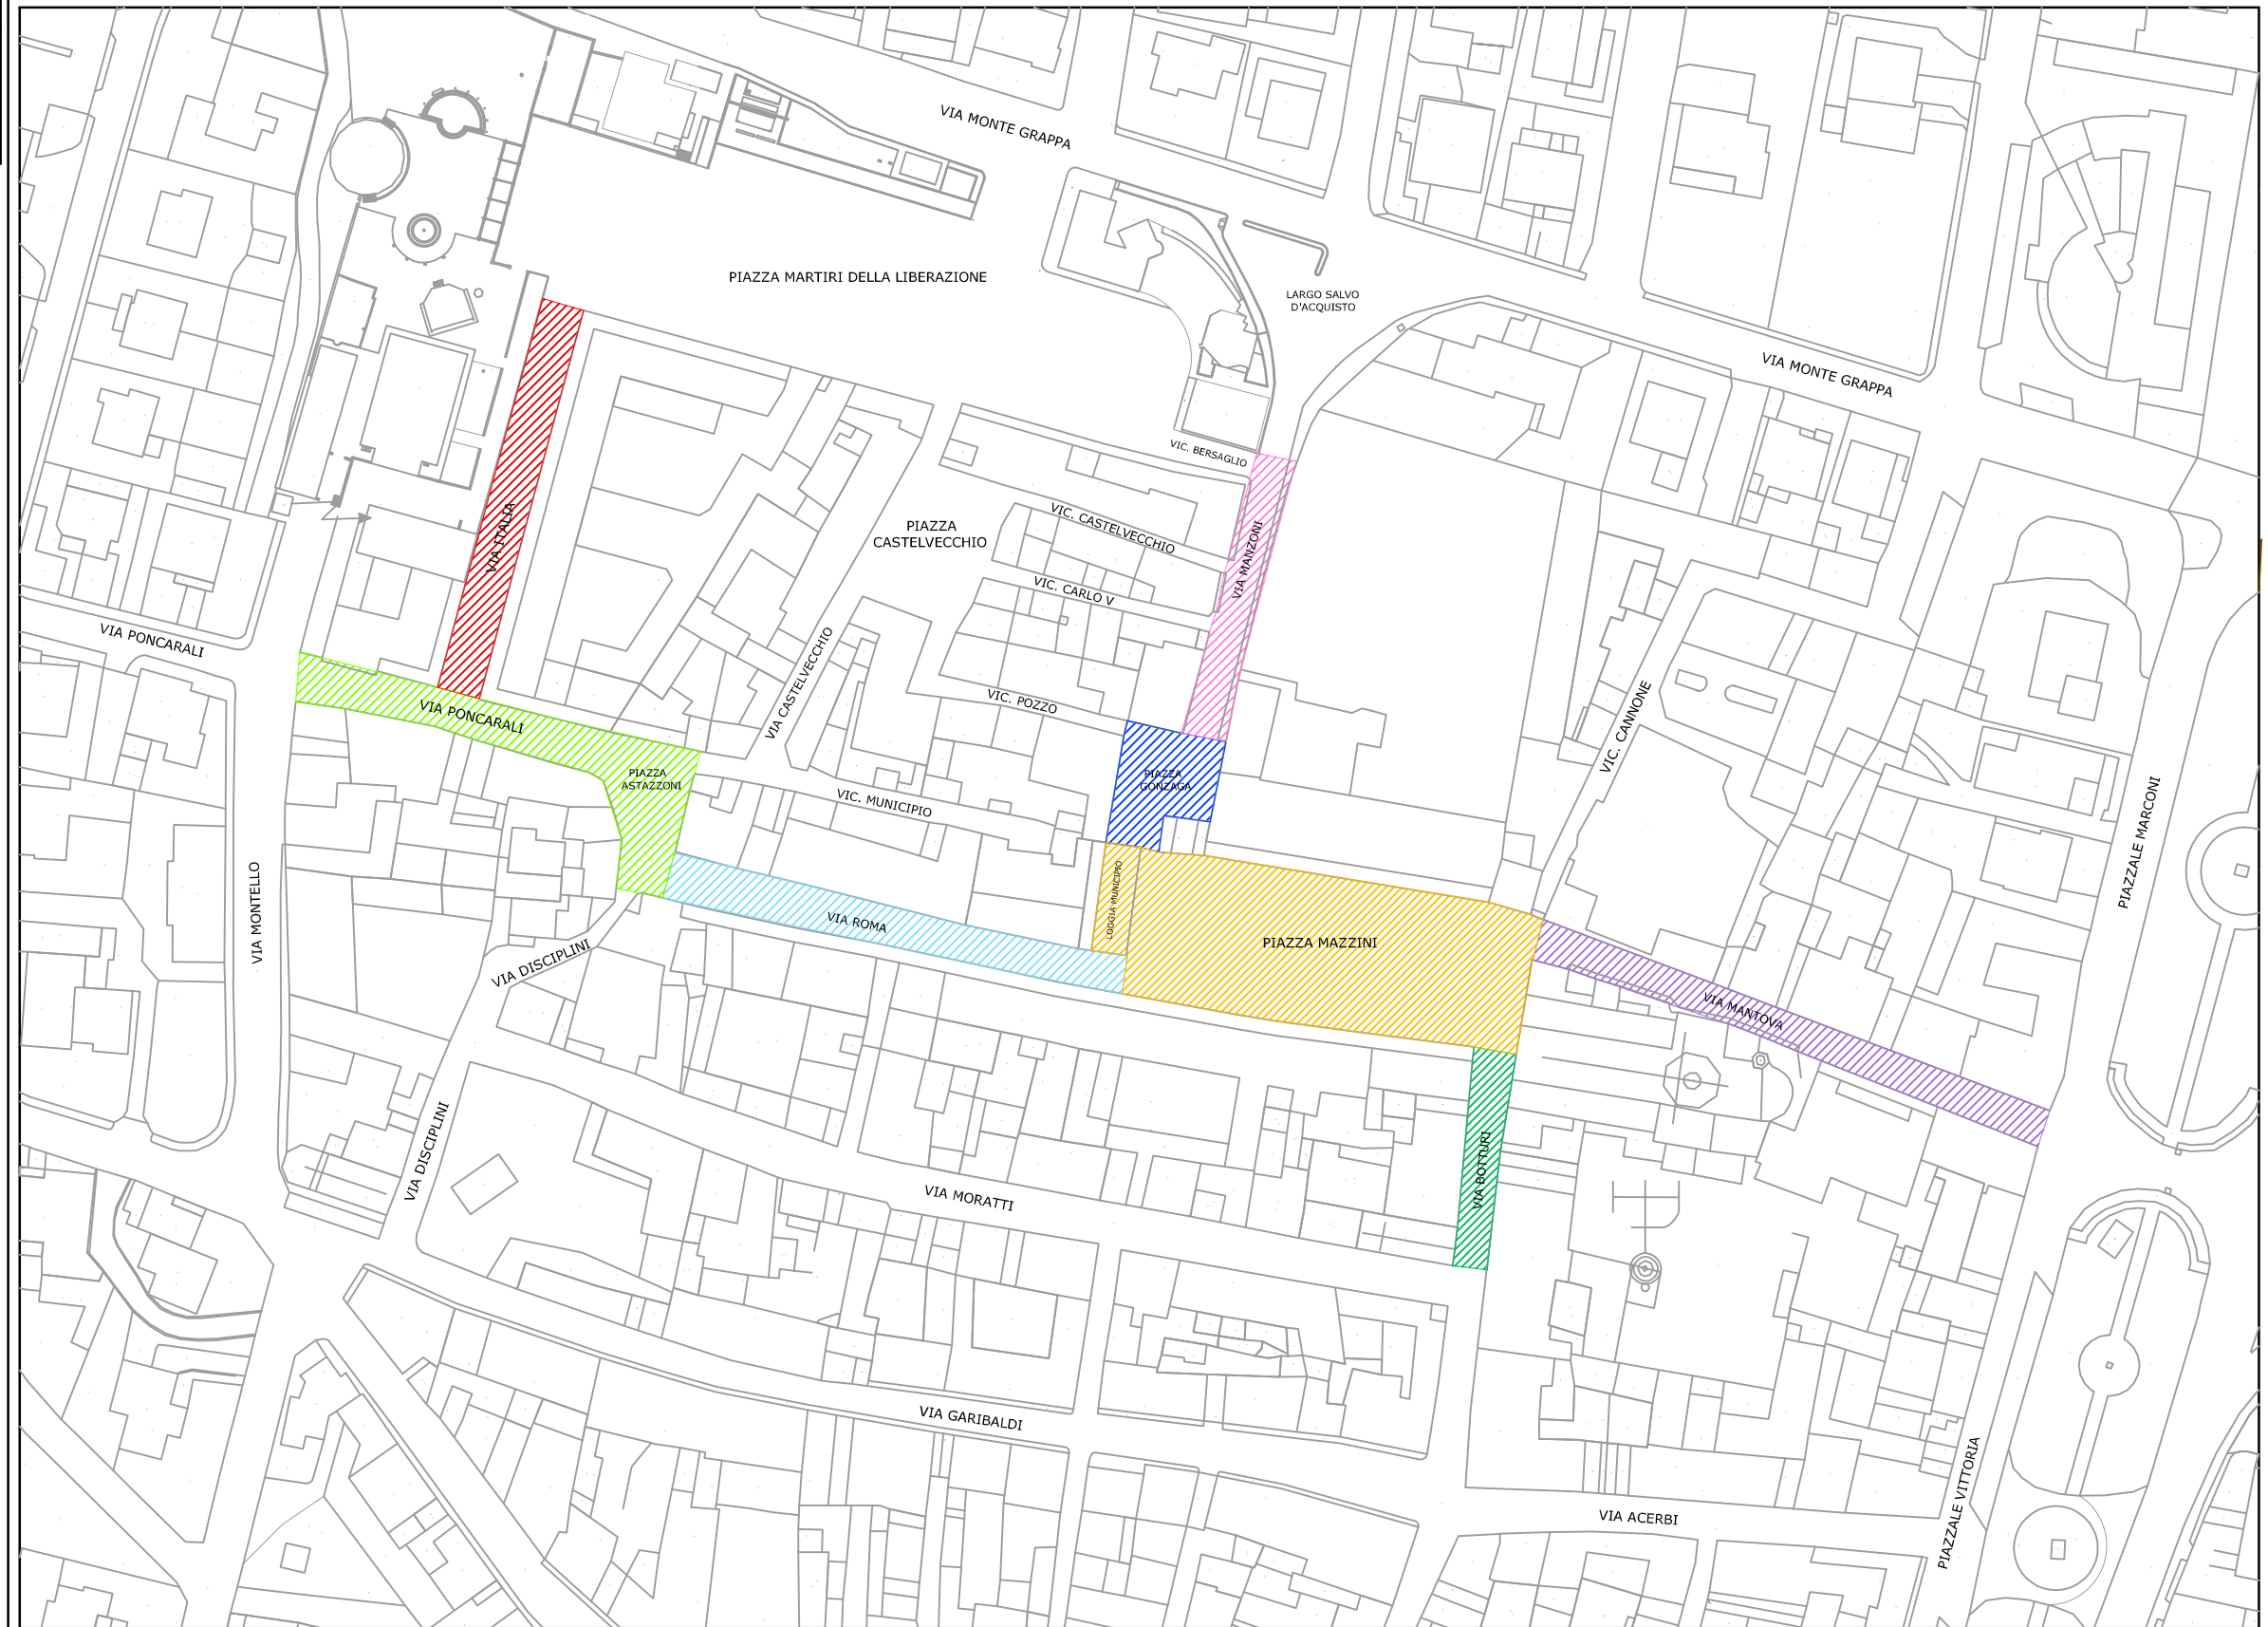 VIA MONTE GRAPPA
PIAZZA MARTIRI DELLA LIBERAZIONE
LARGO SALVO
D'ACQUISTO
VIA MONTE GRAPPA
VIC. BERSAGLIO
VIA ITALIA
PIAZZA
CASTELVECCHIO
VIC. CASTELVECCHIO
VIA MANZONI
VIC. CARLO V
VIA PONCARALI
VIA CASTELVECCHIO
VIC. POZZO
VIA PONCARALI
VIC. CANNONE
PIAZZA
ASTAZZONI
PIAZZA
GONZAGA
VIC. MUNICIPIO
PIAZZALE MARCONI
VIA MONTELLO
LOGGIA MUNICIPIO
VIA ROMA
PIAZZA MAZZINI
VIA DISCIPLINI
VIA MANTOVA
VIA DISCIPLINI
VIA BOTTURI
VIA MORATTI
VIA GARIBALDI
VIA ACERBI
PIAZZALE VITTORIA